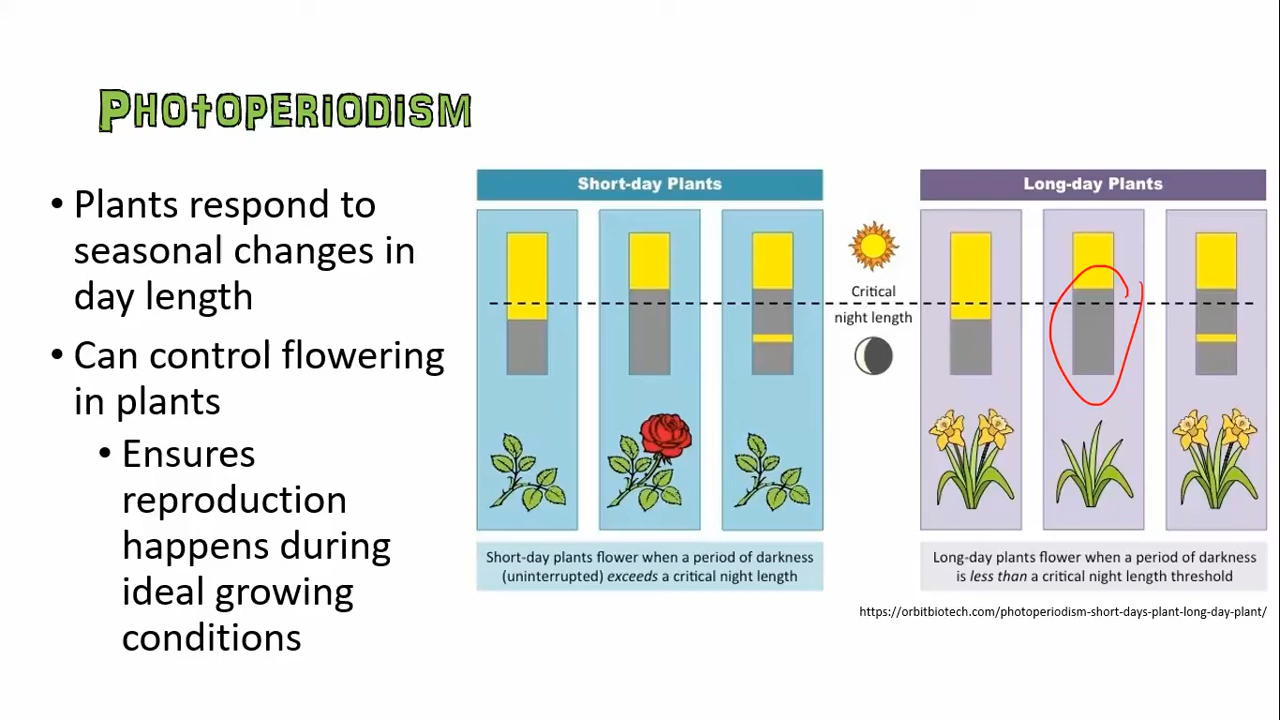 PHOTOPERIODISM
• Plants respond to
seasonal changes in
day length
• Can control flowering
in plants
• Ensures
reproduction
happens during
ideal growing
conditions
Short-day Plants
Critical
night length
Long-day Plants
Short-day plants flower when a period of darkness
(uninterrupted) exceeds a critical night length
Long-day plants flower when a period of darkness
is less than a critical night length threshold
https://orbitbiotech.com/photoperiodism-short-days-plant-long-day-plant/